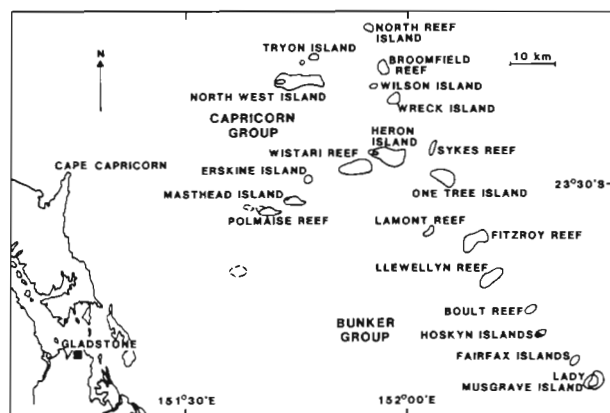 NORTH REEF
ISLAND
TRYON ISLAND
N
BROOMFIELD
REEF
10 km
NORTH WEST ISLAND
WILSON ISLAND
WRECK ISLAND
CAPRICORN
GROUP
HERON
ISLAND
WISTARI REEF
SYKES REEF
CAPE CAPRICORN
ERSKINE ISLAND
23°30'S
MASTHEAD ISLAND
ONE TREE ISLAND
POLMAISE REEF
LAMONT REEF
FITZROY REEF
LLEWELLYN REEF
BOULT REEF
BUNKER
GROUP
HOSKYN ISLANDS
GLADSTONE
FAIRFAX ISLANDS
LADY
MUSGRAVE ISLAND
151°30'E
152°00'E